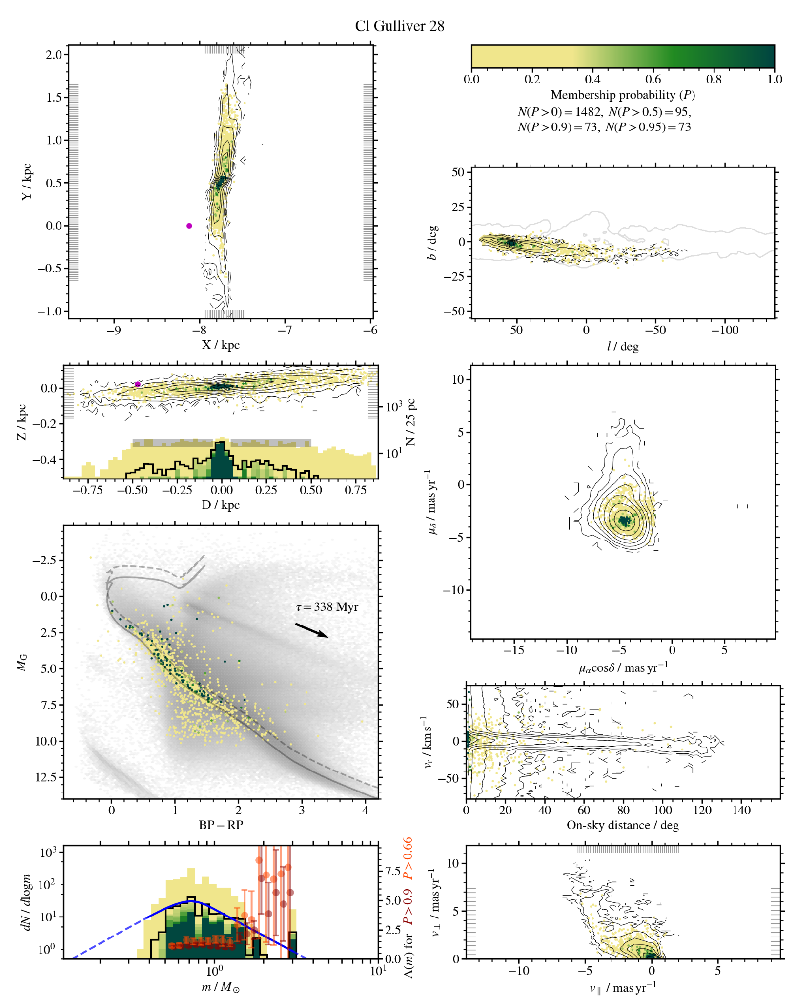 Cl Gulliver 28
2.0
1.5
1.0
0.5
0.0
−0.5
−1.0
Y / kpc
−9 −8 −7 −6
X / kpc
0.0 0.2 0.4 0.6 0.8 1.0
Membership probability (P)
N(P > 0) = 1482, N(P > 0.5) = 95,
N(P > 0.9) = 73, N(P > 0.95) = 73
50
25
0
−25
−50
b / deg
50 0 −50 −100
l / deg
0.0
−0.2
−0.4
Z / kpc
10³
10¹
N / 25 pc
−0.75 −0.50 −0.25 0.00 0.25 0.50 0.75
D / kpc
10
5
0
−5
−10
μδ / mas yr⁻¹
−15 −10 −5 0 5
μα cosδ / mas yr⁻¹
−2.5
0.0
2.5
5.0
7.5
10.0
12.5
MG
τ = 338 Myr
0 1 2 3 4
BP − RP
50
0
−50
vr / km s⁻¹
0 20 40 60 80 100 120 140
On-sky distance / deg
10³
10²
10¹
10⁰
dN / dlogm
7.5
5.0
2.5
0.0
Λ(m) for P > 0.9 P > 0.66
10⁰ 10¹
m / M⊙
10
5
0
v⊥ / mas yr⁻¹
−10 −5 0 5
v∥ / mas yr⁻¹